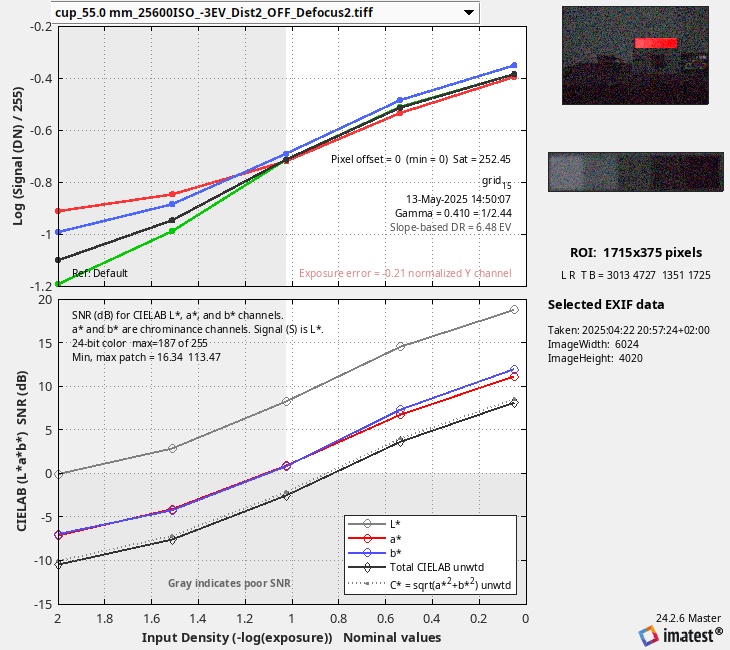 cup_55.0 mm_25600ISO_-3EV_Dist2_OFF_Defocus2.tiff
-0.2
-0.4
-0.6
-0.8
-1
-1.2
Log (Signal (DN) / 255)
Pixel offset = 0 (min = 0) Sat = 252.45
grid15
13-May-2025 14:50:07
Gamma = 0.410 = 1/2.44
Slope-based DR = 6.48 EV
Ref: Default
Exposure error = -0.21 normalized Y channel
ROI: 1715x375 pixels
L R T B = 3013 4727 1351 1725
Selected EXIF data
Taken: 2025:04:22 20:57:24+02:00
ImageWidth: 6024
ImageHeight: 4020
20
15
10
5
0
-5
-10
-15
CIELAB (L*a*b*) SNR (dB)
SNR (dB) for CIELAB L*, a*, and b* channels.
a* and b* are chrominance channels. Signal (S) is L*.
24-bit color max=187 of 255
Min, max patch = 16.34 113.47
Gray indicates poor SNR
L*
a*
b*
Total CIELAB unwtd
C* = sqrt(a*2+b*2) unwtd
2 1.8 1.6 1.4 1.2 1 0.8 0.6 0.4 0.2 0
Input Density (-log(exposure)) Nominal values
24.2.6 Master
imatest®